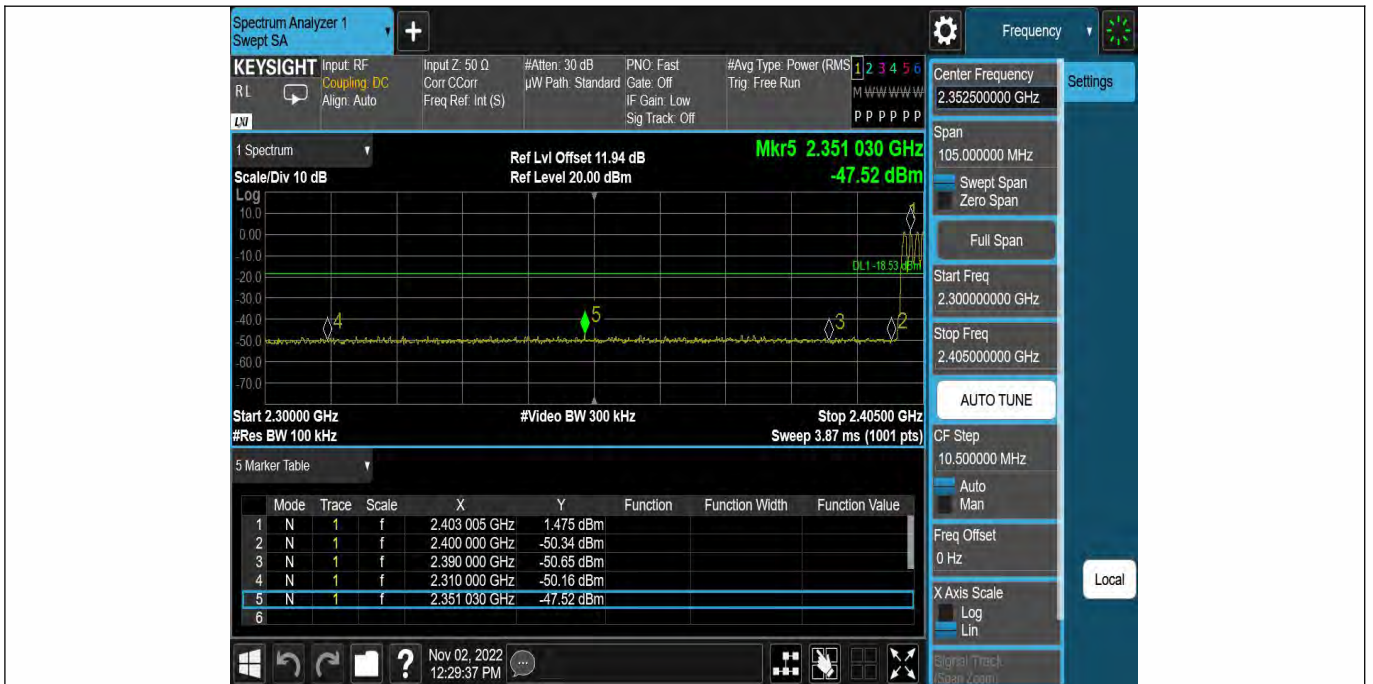 Spectrum Analyzer 1
Swept SA
+
Frequency
KEYSIGHT
RL
LXI
Input: RF
Coupling: DC
Align: Auto
Input Z: 50 Ω
Corr CCorr
Freq Ref: Int (S)
#Atten: 30 dB
µW Path: Standard
PNO: Fast
Gate: Off
IF Gain: Low
Sig Track: Off
#Avg Type: Power (RMS
Trig: Free Run
1 2 3 4 5 6
M W W W W W
P P P P P P
1 Spectrum
Scale/Div 10 dB
Ref Lvl Offset 11.94 dB
Ref Level 20.00 dBm
Mkr5 2.351 030 GHz
-47.52 dBm
Log
10.0
0.00
-10.0
-20.0
-30.0
-40.0
-50.0
-60.0
-70.0
1
DL1 -18.53 dBm
4
5
3
2
Start 2.30000 GHz
#Video BW 300 kHz
Stop 2.40500 GHz
#Res BW 100 kHz
Sweep 3.87 ms (1001 pts)
5 Marker Table
Mode Trace Scale X Y Function Function Width Function Value
1 N 1 f 2.403 005 GHz 1.475 dBm
2 N 1 f 2.400 000 GHz -50.34 dBm
3 N 1 f 2.390 000 GHz -50.65 dBm
4 N 1 f 2.310 000 GHz -50.16 dBm
5 N 1 f 2.351 030 GHz -47.52 dBm
6
?
Nov 02, 2022
12:29:37 PM
Center Frequency
2.352500000 GHz
Settings
Span
105.000000 MHz
Swept Span
Zero Span
Full Span
Start Freq
2.300000000 GHz
Stop Freq
2.405000000 GHz
AUTO TUNE
CF Step
10.500000 MHz
Auto
Man
Freq Offset
0 Hz
Local
X Axis Scale
Log
Lin
Signal Track
(Span Zoom)